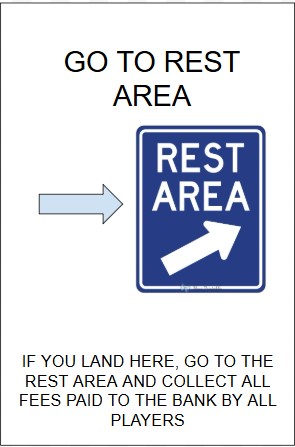 GO TO REST
AREA
REST
AREA
IF YOU LAND HERE, GO TO THE
REST AREA AND COLLECT ALL
FEES PAID TO THE BANK BY ALL
PLAYERS